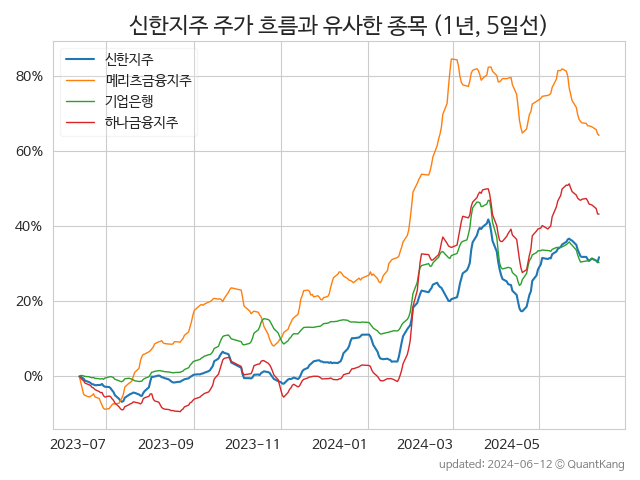 신한지주 주가 흐름과 유사한 종목 (1년, 5일선)
신한지주
메리츠금융지주
기업은행
하나금융지주
80%
60%
40%
20%
0%
2023-07 2023-09 2023-11 2024-01 2024-03 2024-05
updated: 2024-06-12 © QuantKang